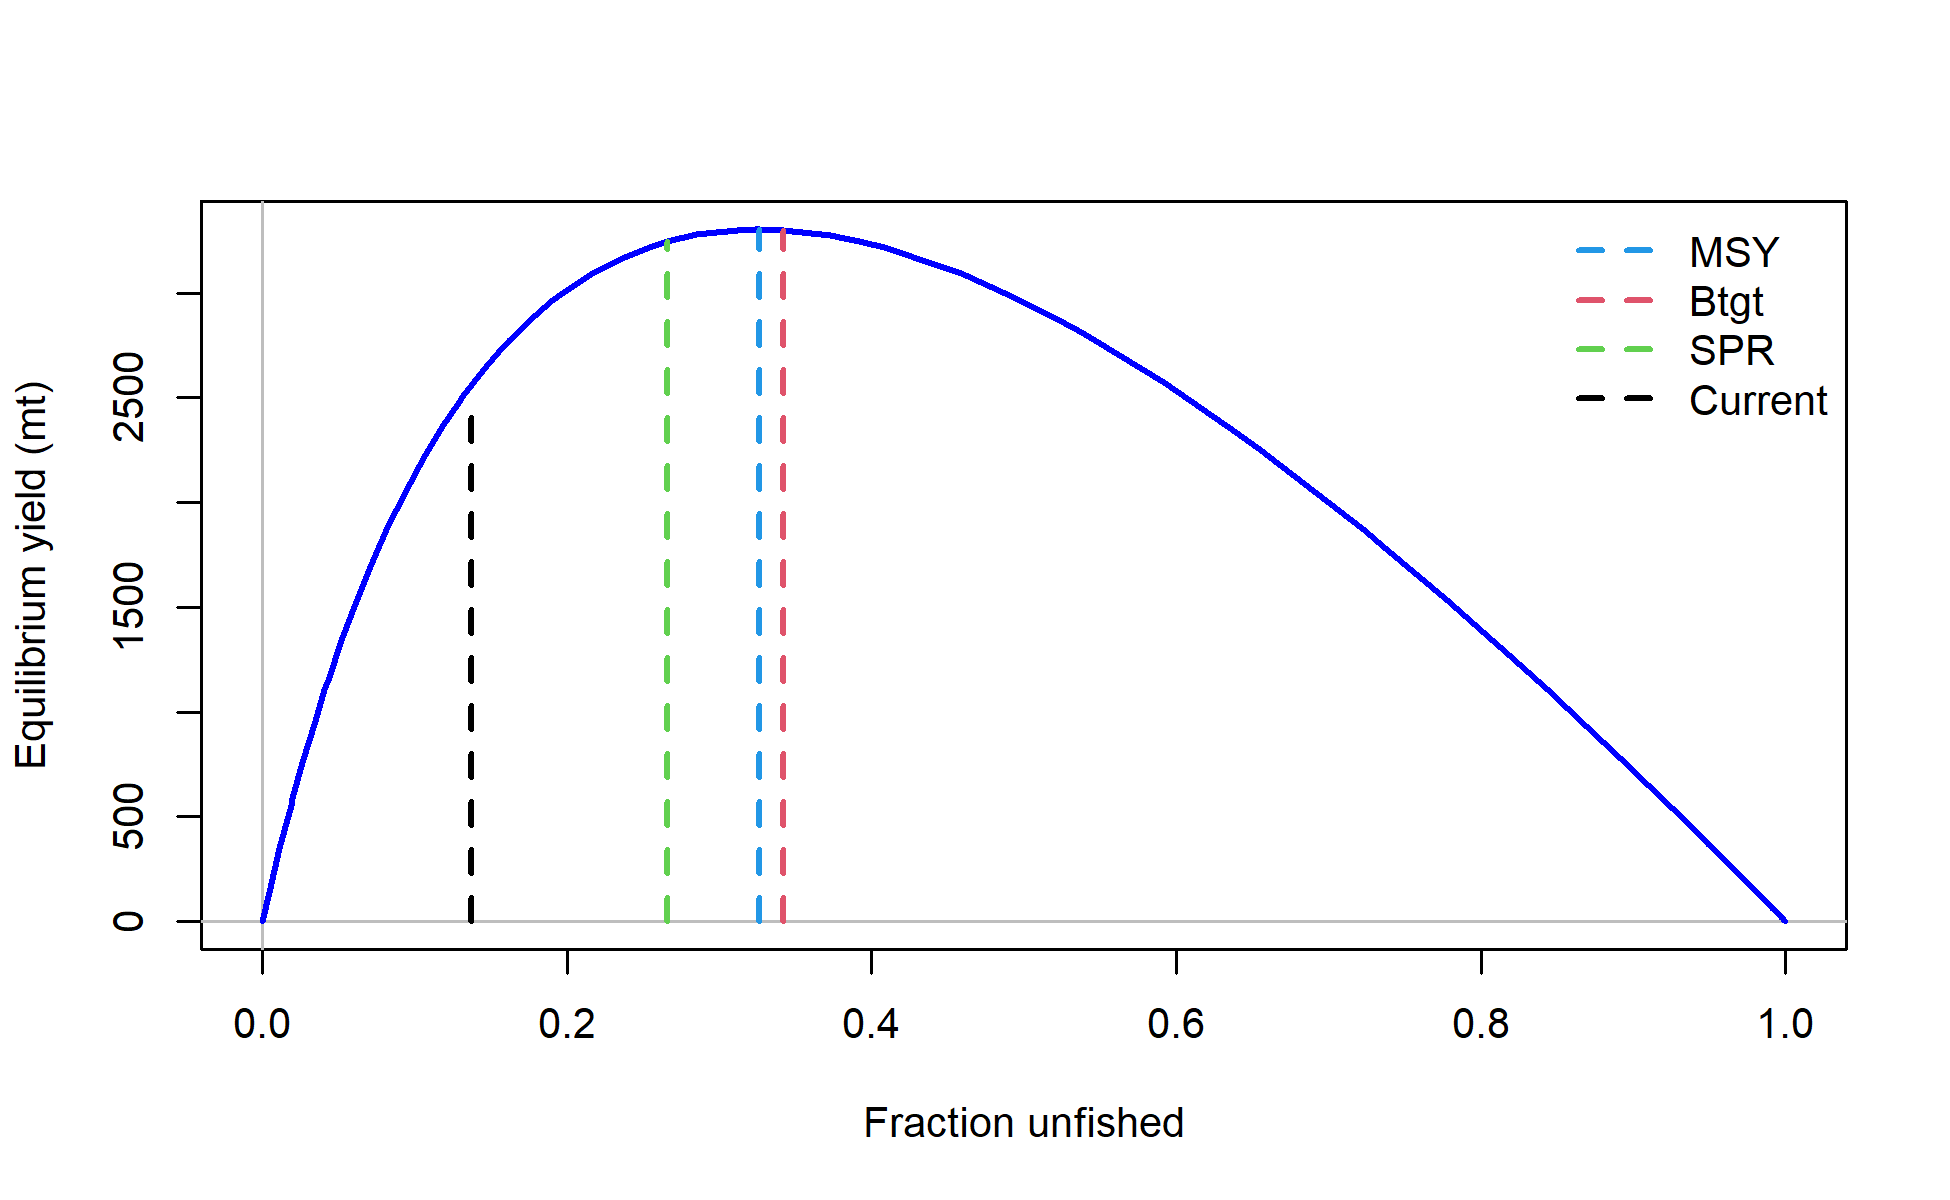 MSY
Btgt
SPR
Current
Equilibrium yield (mt)
2500
1500
500
0
0.0 0.2 0.4 0.6 0.8 1.0
Fraction unfished